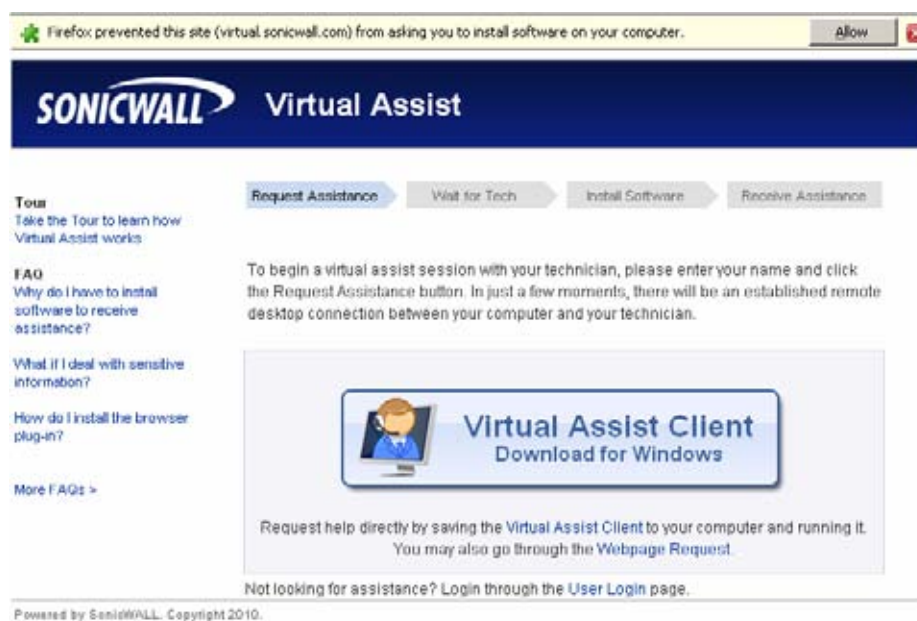 Firefox prevented this site (virtual.sonicwall.com) from asking you to install software on your computer.
Allow
SONICWALL
Virtual Assist
Tour
Take the Tour to learn how
Virtual Assist works
FAQ
Why do I have to install
software to receive
assistance?
What if I deal with sensitive
information?
How do I install the browser
plug-in?
More FAQs >
Request Assistance
Wait for Tech
Install Software
Receive Assistance
To begin a virtual assist session with your technician, please enter your name and click
the Request Assistance button. In just a few moments, there will be an established remote
desktop connection between your computer and your technician.
Virtual Assist Client
Download for Windows
Request help directly by saving the Virtual Assist Client to your computer and running it.
You may also go through the Webpage Request.
Not looking for assistance? Login through the User Login page.
Powered by SonicWALL. Copyright 2010.